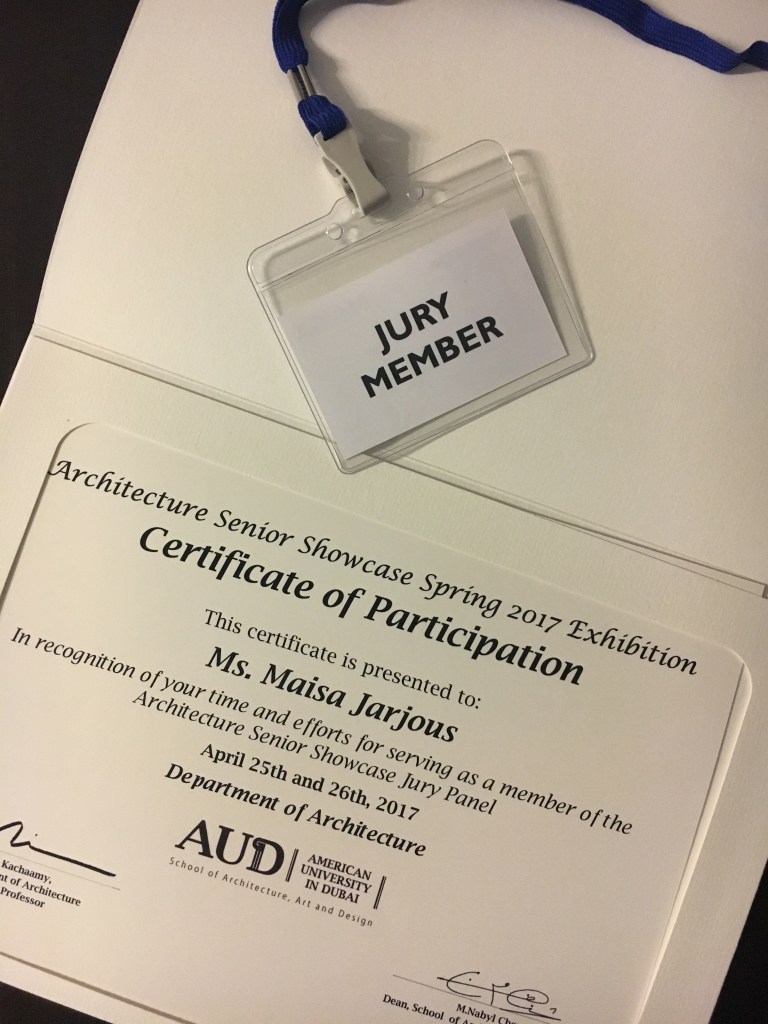 JURY
MEMBER
Architecture Senior Showcase Spring 2017 Exhibition
Certificate of Participation
This certificate is presented to:
Ms. Maisa Jarjous
In recognition of your time and efforts for serving as a member of the
Architecture Senior Showcase Jury Panel
April 25th and 26th, 2017
Department of Architecture
AUD
AMERICAN
UNIVERSITY
IN DUBAI
School of Architecture, Art and Design
Kachaamy,
of Architecture
Professor
M.Nabyl
Dean, School of